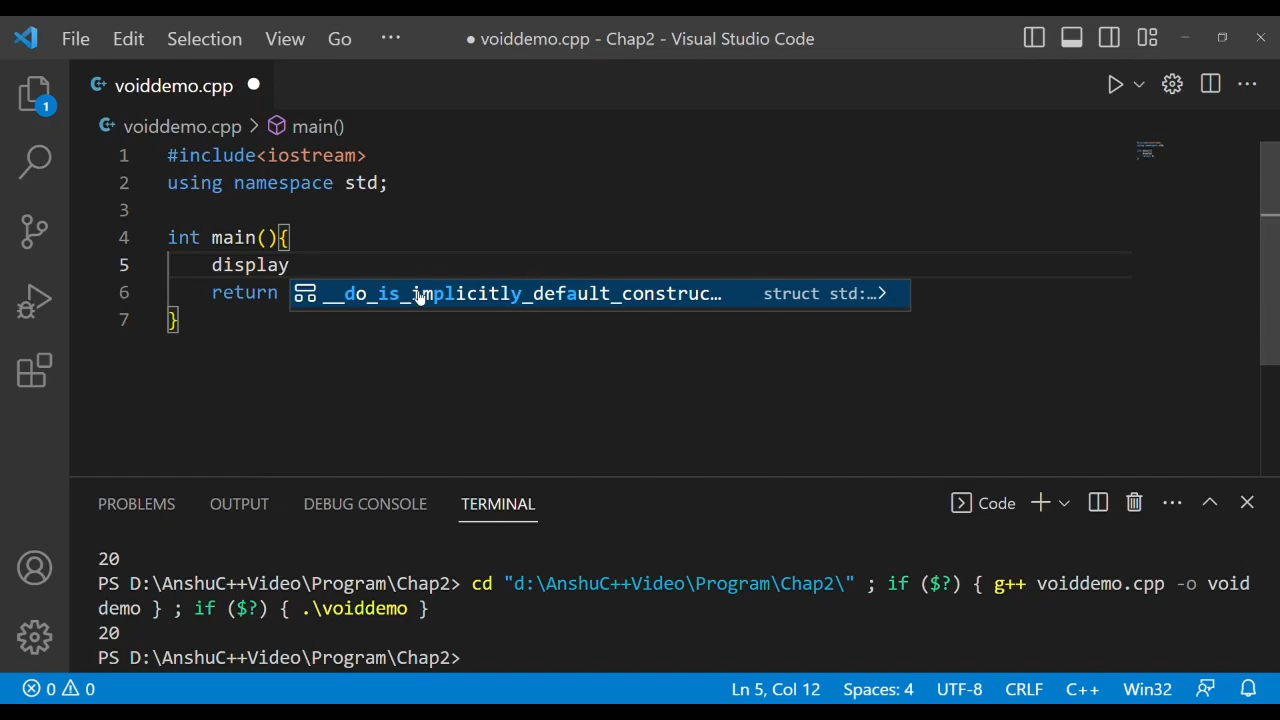 File Edit Selection View Go ··· ● voiddemo.cpp - Chap2 - Visual Studio Code
voiddemo.cpp ●
1
voiddemo.cpp > main()
1 #include<iostream>
2 using namespace std;
3
4 int main(){
5 display
6 return __do_is_implicitly_default_construc… struct std:…>
7 }
PROBLEMS OUTPUT DEBUG CONSOLE TERMINAL Code
20
PS D:\AnshuC++Video\Program\Chap2> cd "d:\AnshuC++Video\Program\Chap2\" ; if ($?) { g++ voiddemo.cpp -o void
demo } ; if ($?) { .\voiddemo }
20
PS D:\AnshuC++Video\Program\Chap2>
0 0 Ln 5, Col 12 Spaces: 4 UTF-8 CRLF C++ Win32